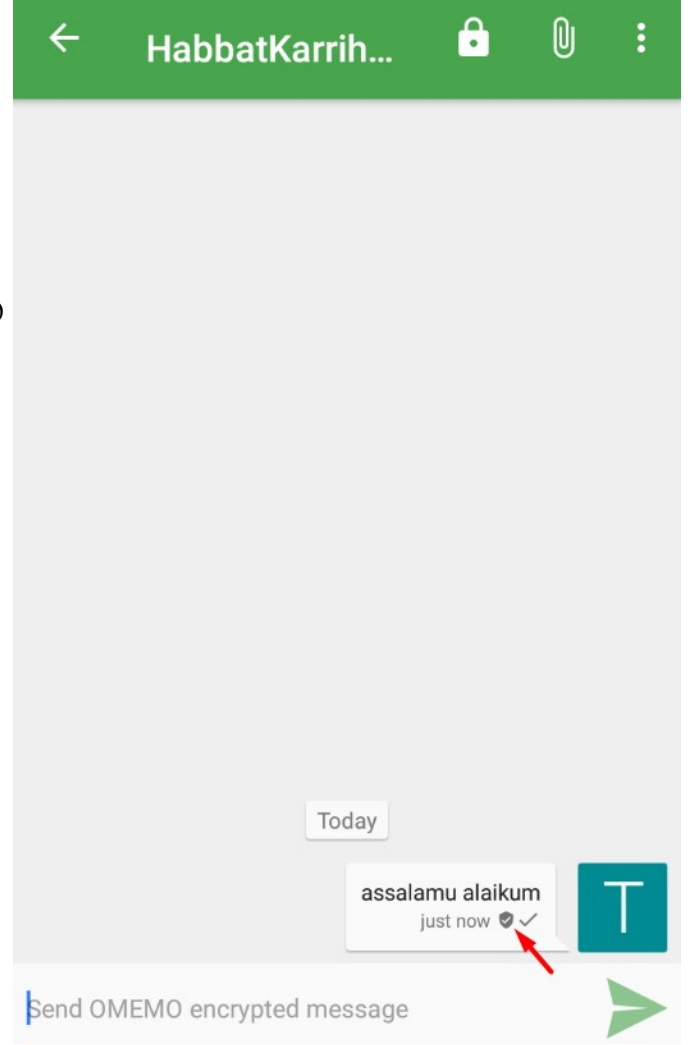 HabbatKarrih...
Today
assalamu alaikum
just now
T
Send OMEMO encrypted message